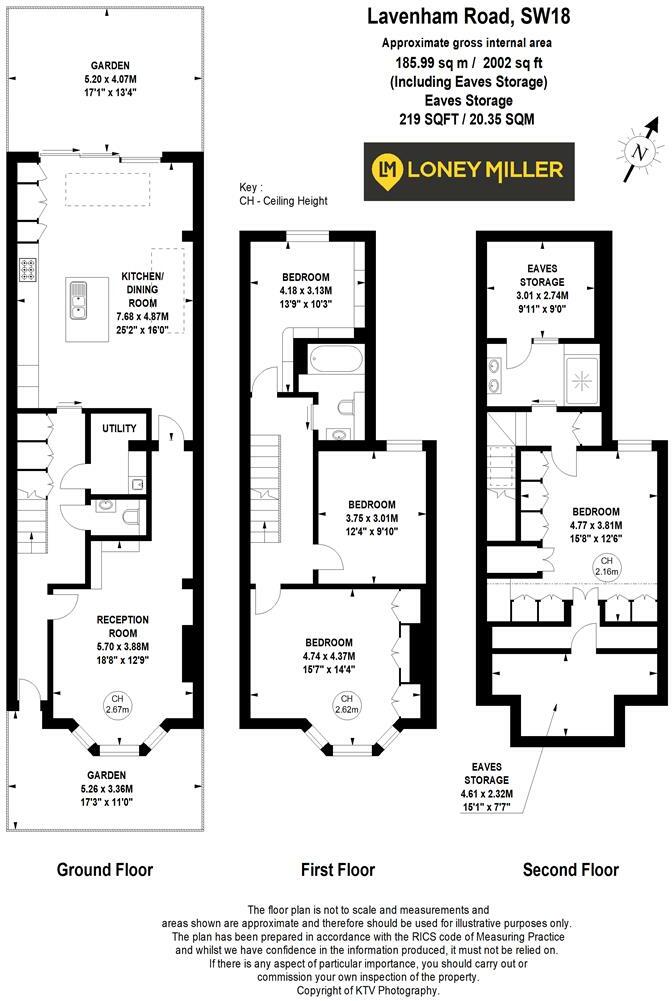 Lavenham Road, SW18
Approximate gross internal area
185.99 sq m / 2002 sq ft
(Including Eaves Storage)
Eaves Storage
219 SQFT / 20.35 SQM
LM LONEY MILLER
N
Key :
CH - Ceiling Height
GARDEN
5.20 x 4.07M
17'1" x 13'4"
KITCHEN/
DINING
ROOM
7.68 x 4.87M
25'2" x 16'0"
UTILITY
RECEPTION
ROOM
5.70 x 3.88M
18'8" x 12'9"
CH
2.67m
GARDEN
5.26 x 3.36M
17'3" x 11'0"
Ground Floor
BEDROOM
4.18 x 3.13M
13'9" x 10'3"
BEDROOM
3.75 x 3.01M
12'4" x 9'10"
BEDROOM
4.74 x 4.37M
15'7" x 14'4"
CH
2.62m
First Floor
EAVES
STORAGE
3.01 x 2.74M
9'11" x 9'0"
BEDROOM
4.77 x 3.81M
15'8" x 12'6"
CH
2.16m
EAVES
STORAGE
4.61 x 2.32M
15'1" x 7'7"
Second Floor
The floor plan is not to scale and measurements and
areas shown are approximate and therefore should be used for illustrative purposes only.
The plan has been prepared in accordance with the RICS code of Measuring Practice
and whilst we have confidence in the information produced, it must not be relied on.
If there is any aspect of particular importance, you should carry out or
commission your own inspection of the property.
Copyright of KTV Photography.